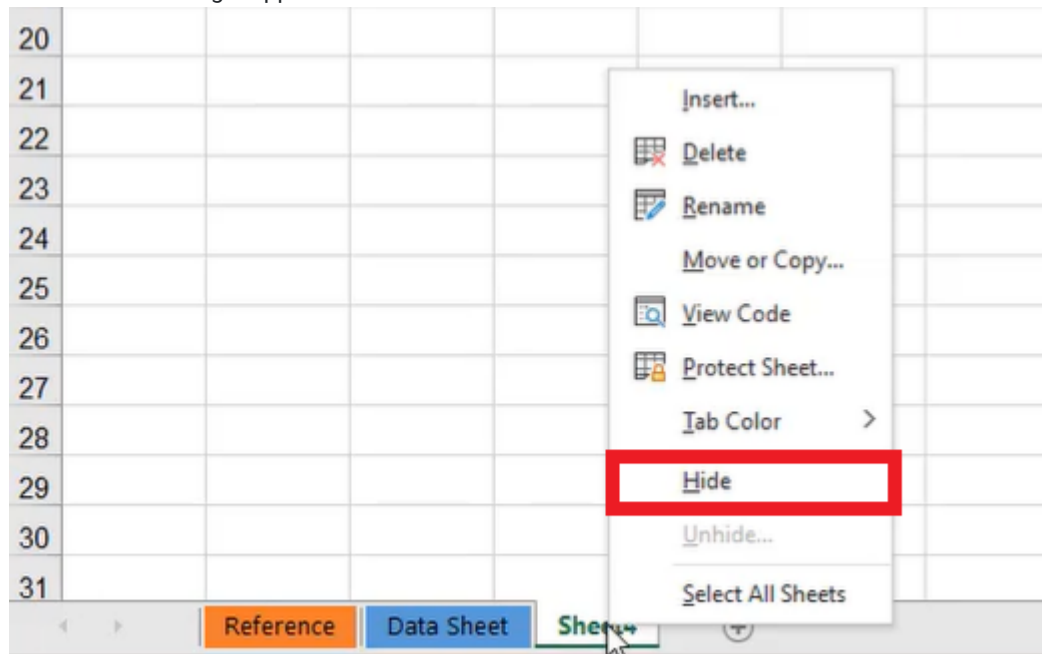 20
21
22
23
24
25
26
27
28
29
30
31
Insert...
Delete
Rename
Move or Copy...
View Code
Protect Sheet...
Tab Color >
Hide
Unhide...
Select All Sheets
Reference Data Sheet Sheet4